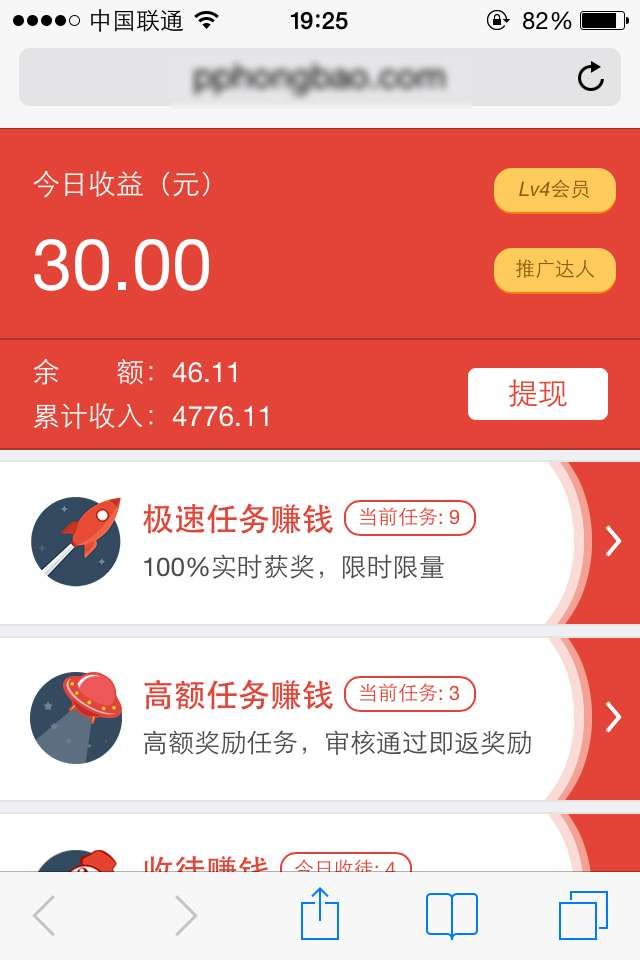 中国联通 19:25 82%
今日收益（元）
Lv4会员
30.00
推广达人
余 额：46.11
累计收入：4776.11
提现
极速任务赚钱 当前任务: 9
100%实时获奖，限时限量
高额任务赚钱 当前任务: 3
高额奖励任务，审核通过即返奖励
收徒赚钱 今日收徒: 4